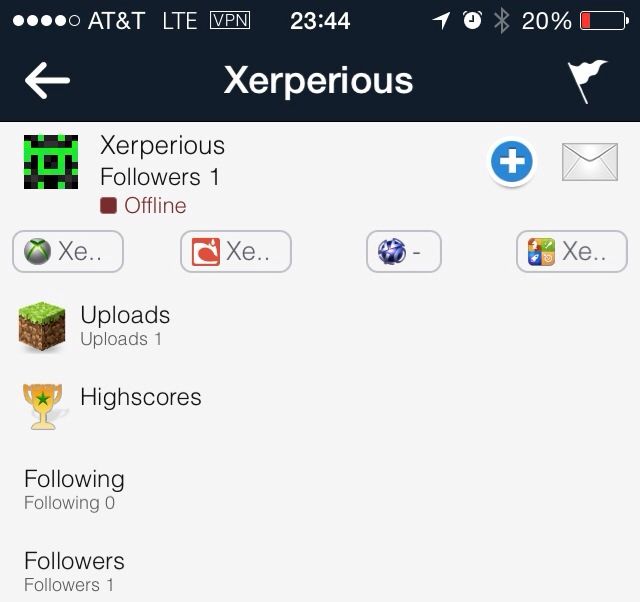 AT&T LTE VPN 23:44 20%
Xerperious
Xerperious
Followers 1
Offline
Xe.. Xe.. - Xe..
Uploads
Uploads 1
Highscores
Following
Following 0
Followers
Followers 1